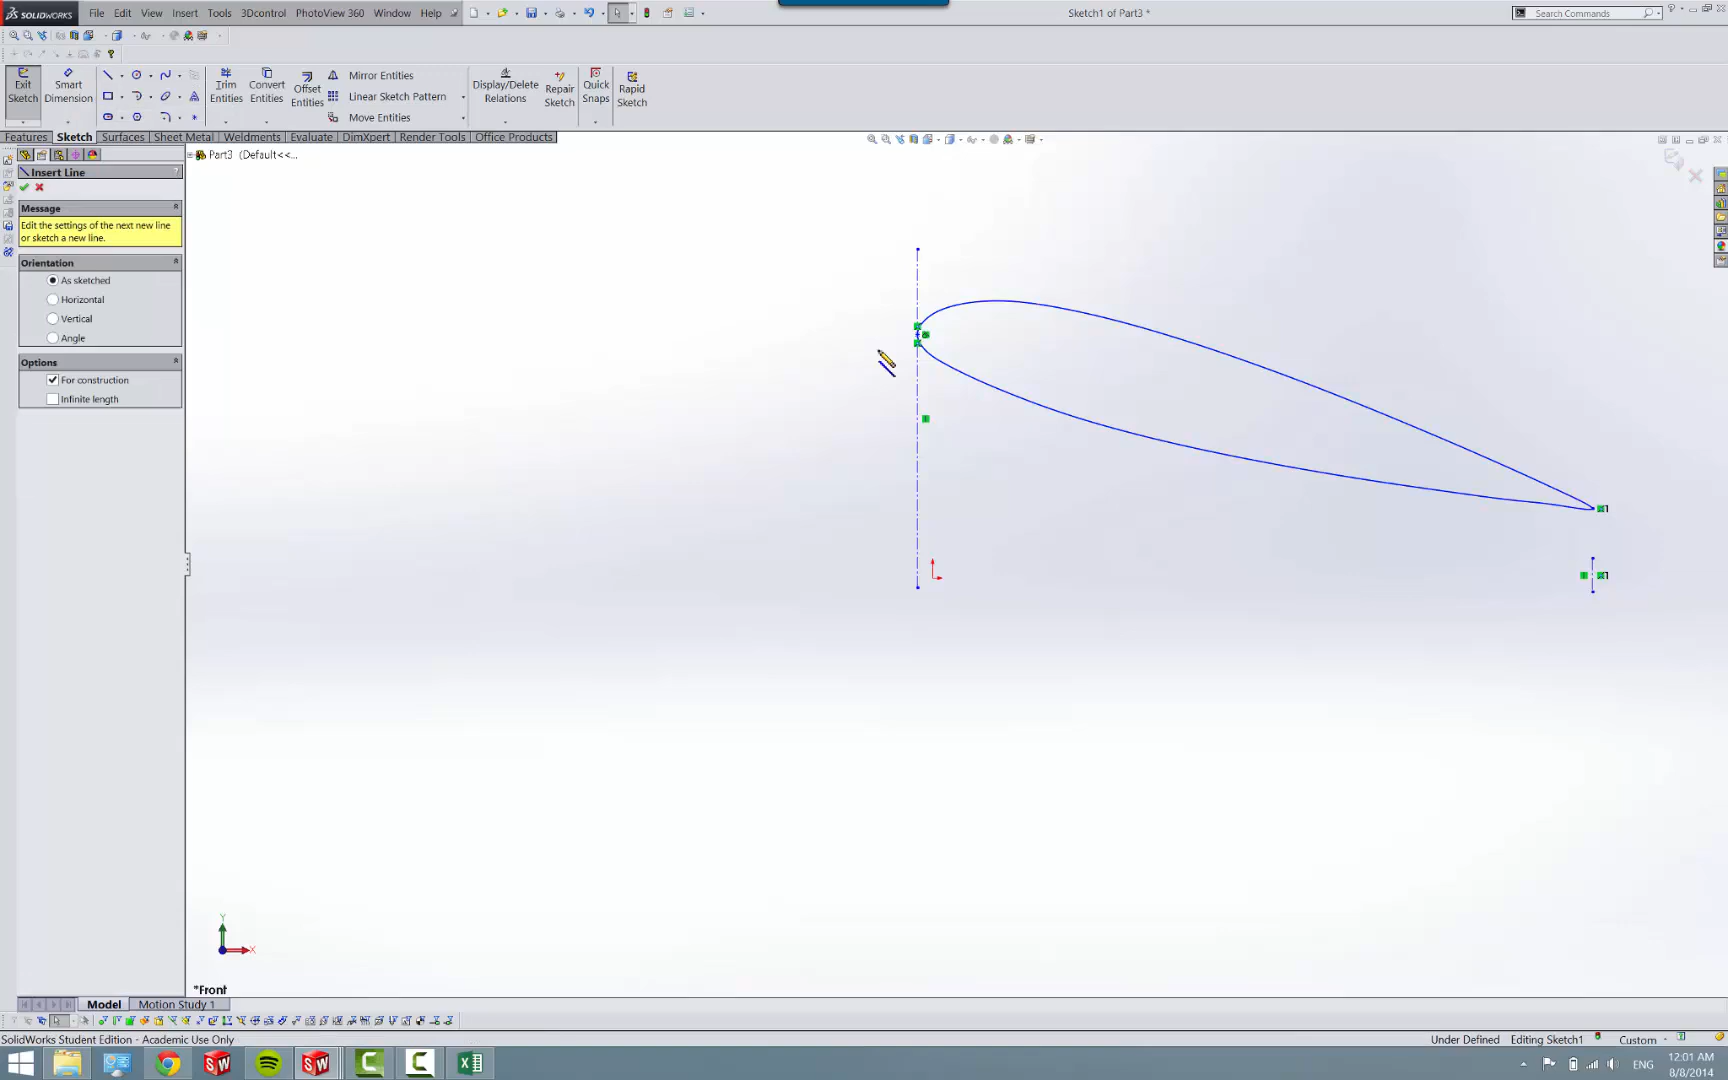 SOLIDWORKS File Edit View Insert Tools 3Dcontrol PhotoView 360 Window Help Sketch1 of Part3 * Search Commands
Exit Sketch
Smart Dimension
Trim Entities
Convert Entities
Offset Entities
Mirror Entities
Linear Sketch Pattern
Move Entities
Display/Delete Relations
Repair Sketch
Quick Snaps
Rapid Sketch
Features Sketch Surfaces Sheet Metal Weldments Evaluate DimXpert Render Tools Office Products
Part3 (Default<<...
Insert Line ?
Message
Edit the settings of the next new line
or sketch a new line.
Orientation
As sketched
Horizontal
Vertical
Angle
Options
For construction
Infinite length
1
1
Y
X
*Front
Model Motion Study 1
SolidWorks Student Edition - Academic Use Only Under Defined Editing Sketch1 Custom
ENG
12:01 AM
8/8/2014